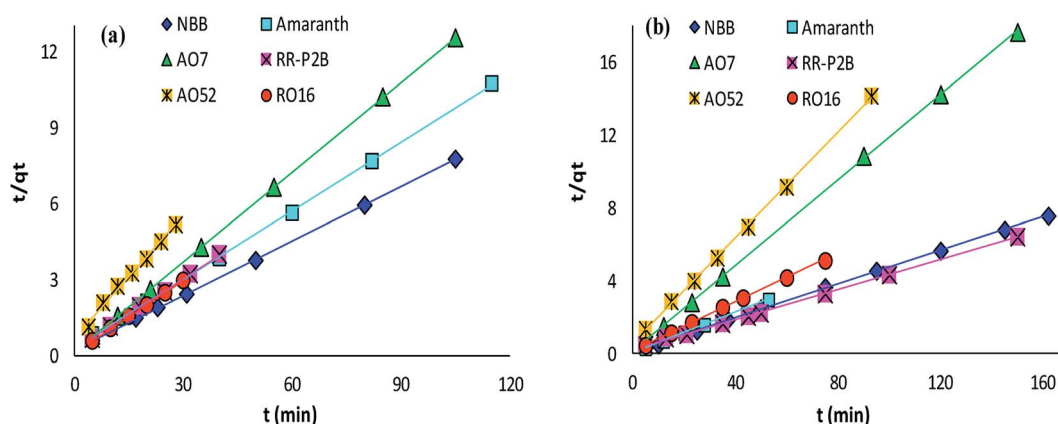 (a)
NBB
Amaranth
AO7
RR-P2B
AO52
RO16
t/qt
12
9
6
3
0
0 30 60 90 120
t (min)
(b)
NBB
Amaranth
AO7
RR-P2B
AO52
RO16
t/qt
16
12
8
4
0
0 40 80 120 160
t (min)